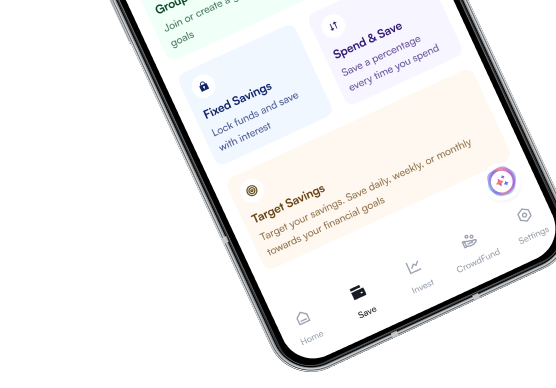 Group
Join or create a
goals
Spend & Save
Save a percentage
every time you spend
Fixed Savings
Lock funds and save
with interest
Target Savings
Target your savings. Save daily, weekly, or monthly
towards your financial goals
Home
Save
Invest
CrowdFund
Settings